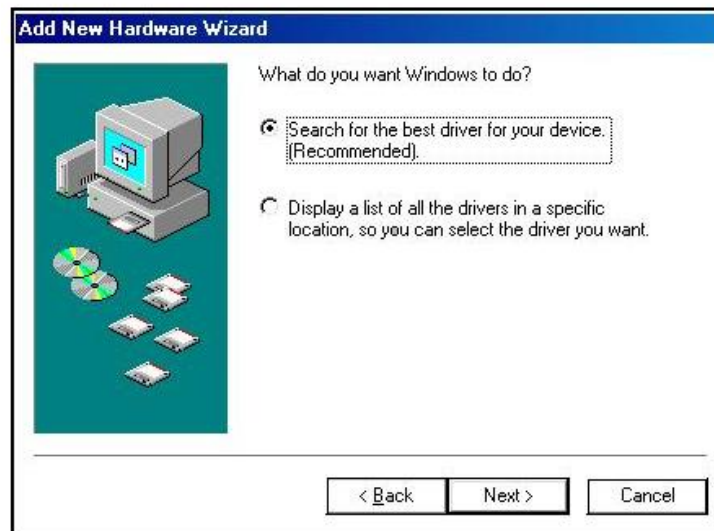 Add New Hardware Wizard
What do you want Windows to do?
Search for the best driver for your device.
(Recommended).
Display a list of all the drivers in a specific
location, so you can select the driver you want.
< Back
Next >
Cancel